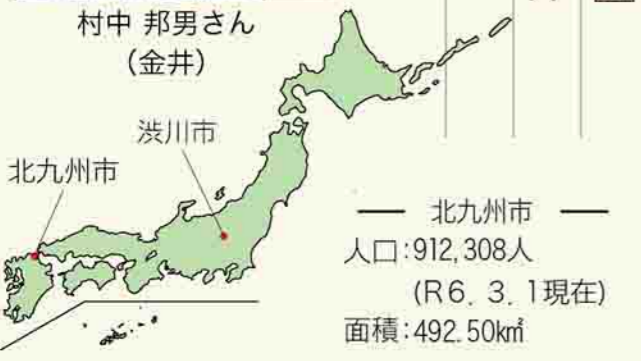 村中 邦男さん
(金井)
渋川市
北九州市
北九州市
人口:912,308人
(R6. 3. 1現在)
面積:492.50k㎡